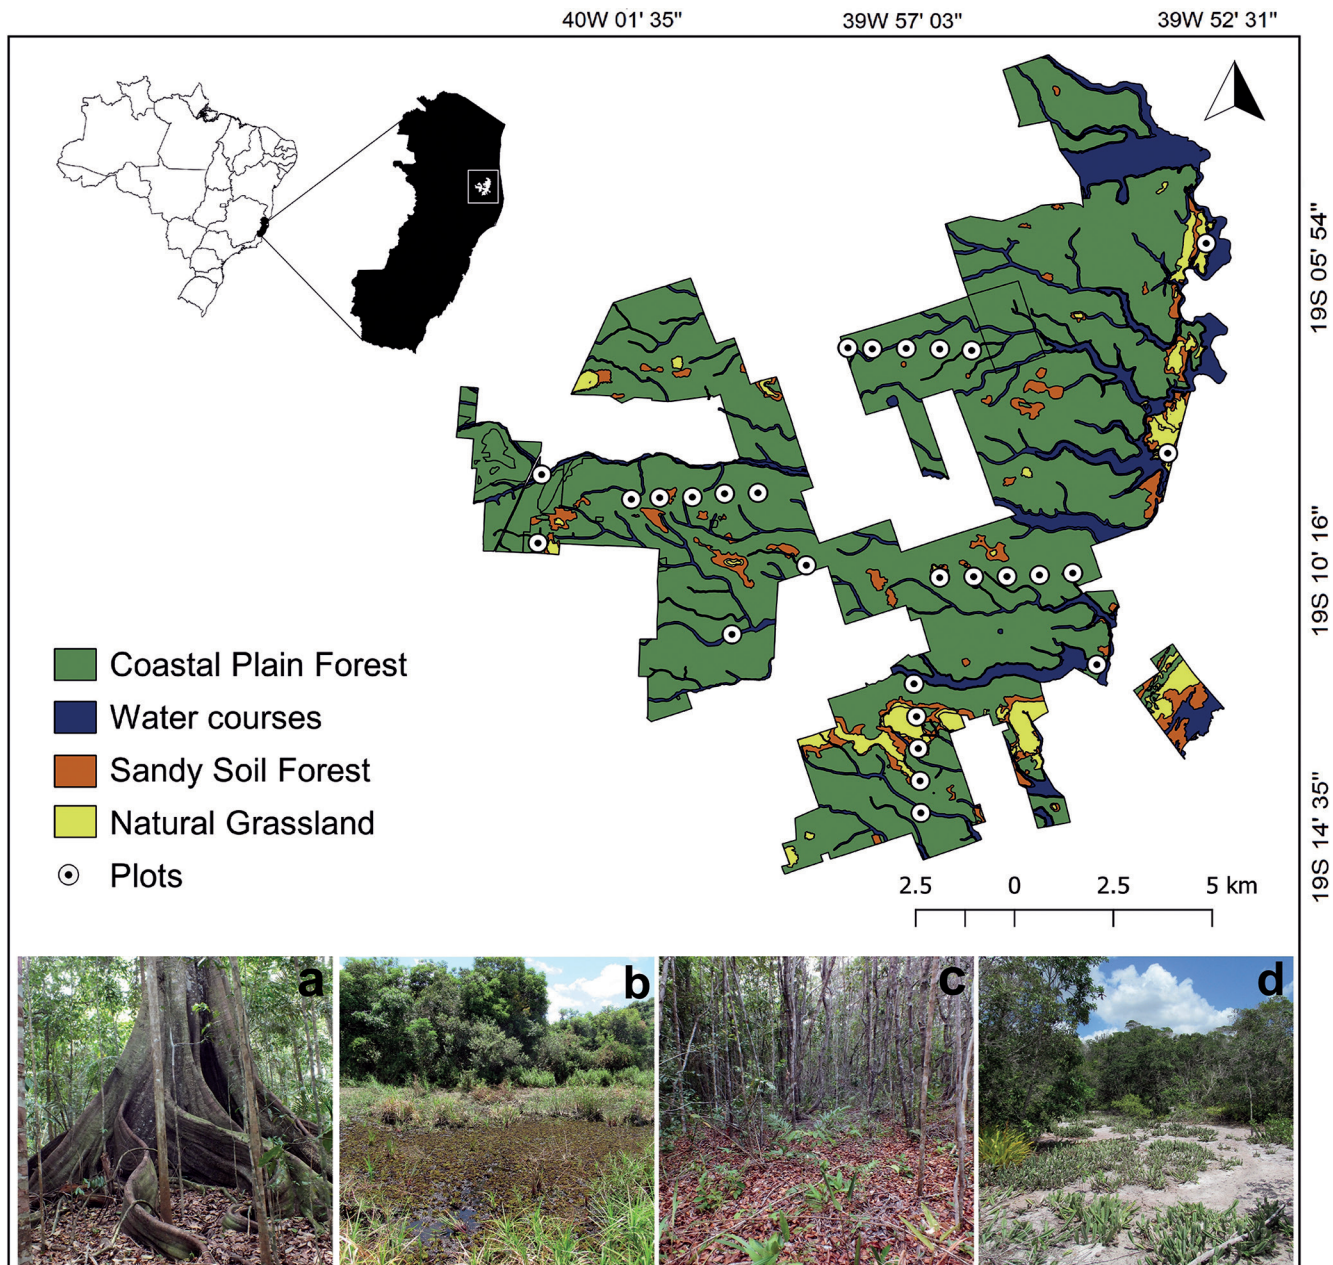 40W 01' 35"
39W 57' 03"
39W 52' 31"
19S 05' 54"
19S 10' 16"
19S 14' 35"
Coastal Plain Forest
Water courses
Sandy Soil Forest
Natural Grassland
Plots
2.5 0 2.5 5 km
a
b
c
d